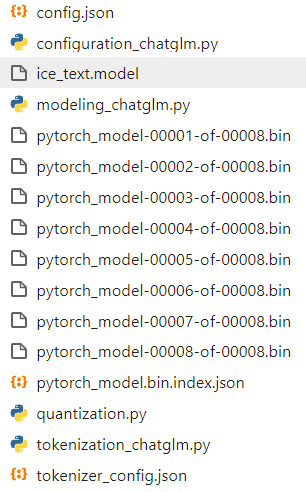 config.json
configuration_chatglm.py
ice_text.model
modeling_chatglm.py
pytorch_model-00001-of-00008.bin
pytorch_model-00002-of-00008.bin
pytorch_model-00003-of-00008.bin
pytorch_model-00004-of-00008.bin
pytorch_model-00005-of-00008.bin
pytorch_model-00006-of-00008.bin
pytorch_model-00007-of-00008.bin
pytorch_model-00008-of-00008.bin
pytorch_model.bin.index.json
quantization.py
tokenization_chatglm.py
tokenizer_config.json